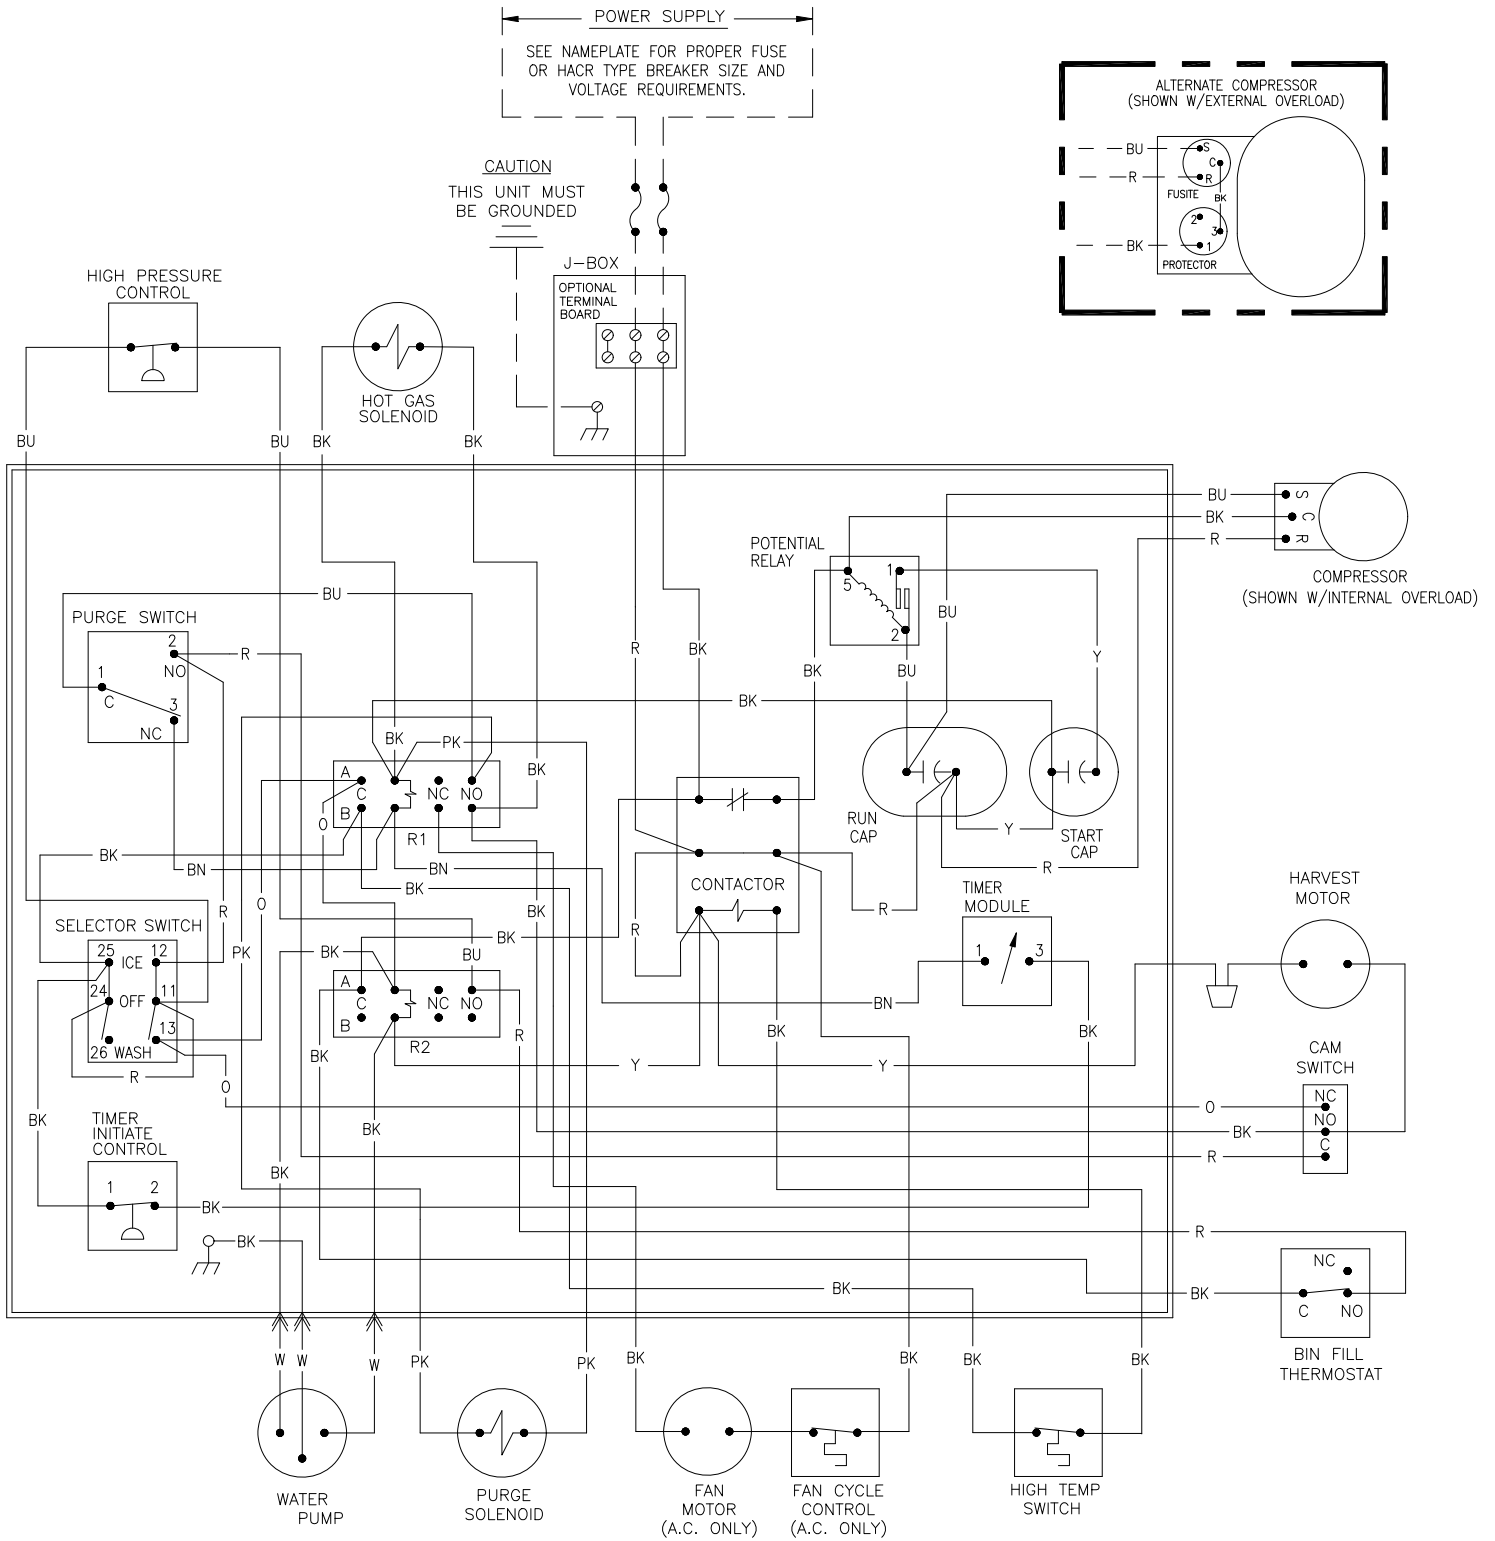 POWER SUPPLY
SEE NAMEPLATE FOR PROPER FUSE
OR HACR TYPE BREAKER SIZE AND
VOLTAGE REQUIREMENTS.
ALTERNATE COMPRESSOR
(SHOWN W/EXTERNAL OVERLOAD)
BU
S
C
R
R
FUSITE
BK
2
3
BK
1
PROTECTOR
CAUTION
THIS UNIT MUST
BE GROUNDED
J-BOX
OPTIONAL
TERMINAL
BOARD
HIGH PRESSURE
CONTROL
HOT GAS
SOLENOID
BU
BU
BK
BK
BU
S
BK
C
R
R
COMPRESSOR
(SHOWN W/INTERNAL OVERLOAD)
POTENTIAL
RELAY
5
1
2
BU
BU
BU
Y
BK
BK
R
PURGE SWITCH
2
NO
R
1
C
3
NC
BK
BK
PK
BK
A
C
NC
NO
B
R1
O
RUN
CAP
Y
START
CAP
R
BK
BN
BN
BK
CONTACTOR
R
R
TIMER
MODULE
1
3
HARVEST
MOTOR
R
O
BK
SELECTOR SWITCH
25
ICE
12
24
OFF
11
13
26
WASH
R
O
PK
BK
BK
BU
A
C
NC
NO
B
R2
R
BK
Y
Y
BN
BK
BK
BK
CAM
SWITCH
NC
O
NO
BK
C
R
BK
BK
TIMER
INITIATE
CONTROL
1
2
BK
BK
R
NC
BK
C
NO
BIN FILL
THERMOSTAT
BK
W
W
W
PK
PK
BK
BK
BK
BK
WATER
PUMP
PURGE
SOLENOID
FAN
MOTOR
(A.C. ONLY)
FAN CYCLE
CONTROL
(A.C. ONLY)
HIGH TEMP
SWITCH